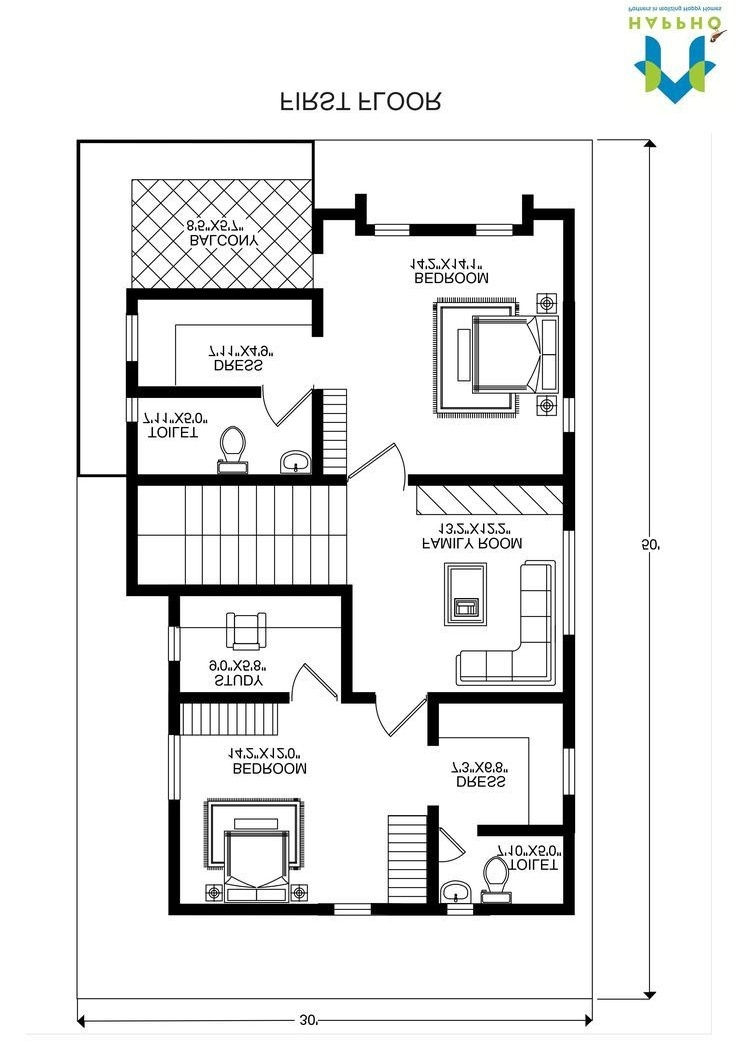 Partners in realizing Happy Homes
HAPPHO
FIRST FLOOR
8'5"X5'7"
BALCONY
14'2"X14'1"
BEDROOM
7'11"X4'9"
DRESS
7'11"X5'0"
TOILET
13'2"X12'2"
FAMILY ROOM
50'
9'0"X5'8"
STUDY
14'2"X12'0"
BEDROOM
7'3"X6'8"
DRESS
7'10"X5'0"
TOILET
30'